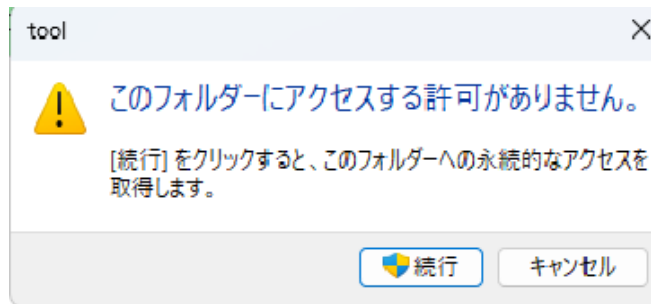 tool
このフォルダーにアクセスする許可がありません。
[続行] をクリックすると、このフォルダーへの永続的なアクセスを
取得します。
続行
キャンセル